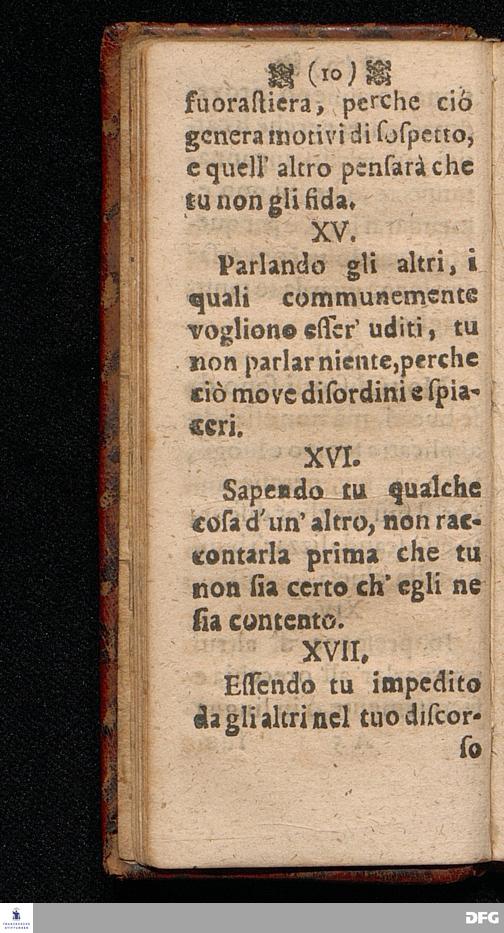 (10)
fuoraſtiera, perche ciò
genera motivi di ſoſpetto,
e quell' altro penſarà che
tu non gli fida.
XV.
Parlando gli altri, i
quali communemente
vogliono eſſer' uditi, tu
non parlar niente, perche
ciò move diſordini e ſpia-
ceri.
XVI.
Sapendo tu qualche
coſa d'un' altro, non rac-
contarla prima che tu
non ſia certo ch' egli ne
ſia contento.
XVII.
Eſſendo tu impedito
da gli altri nel tuo diſcor-
ſo
FRANCKESCHE
STIFTUNGEN
DFG